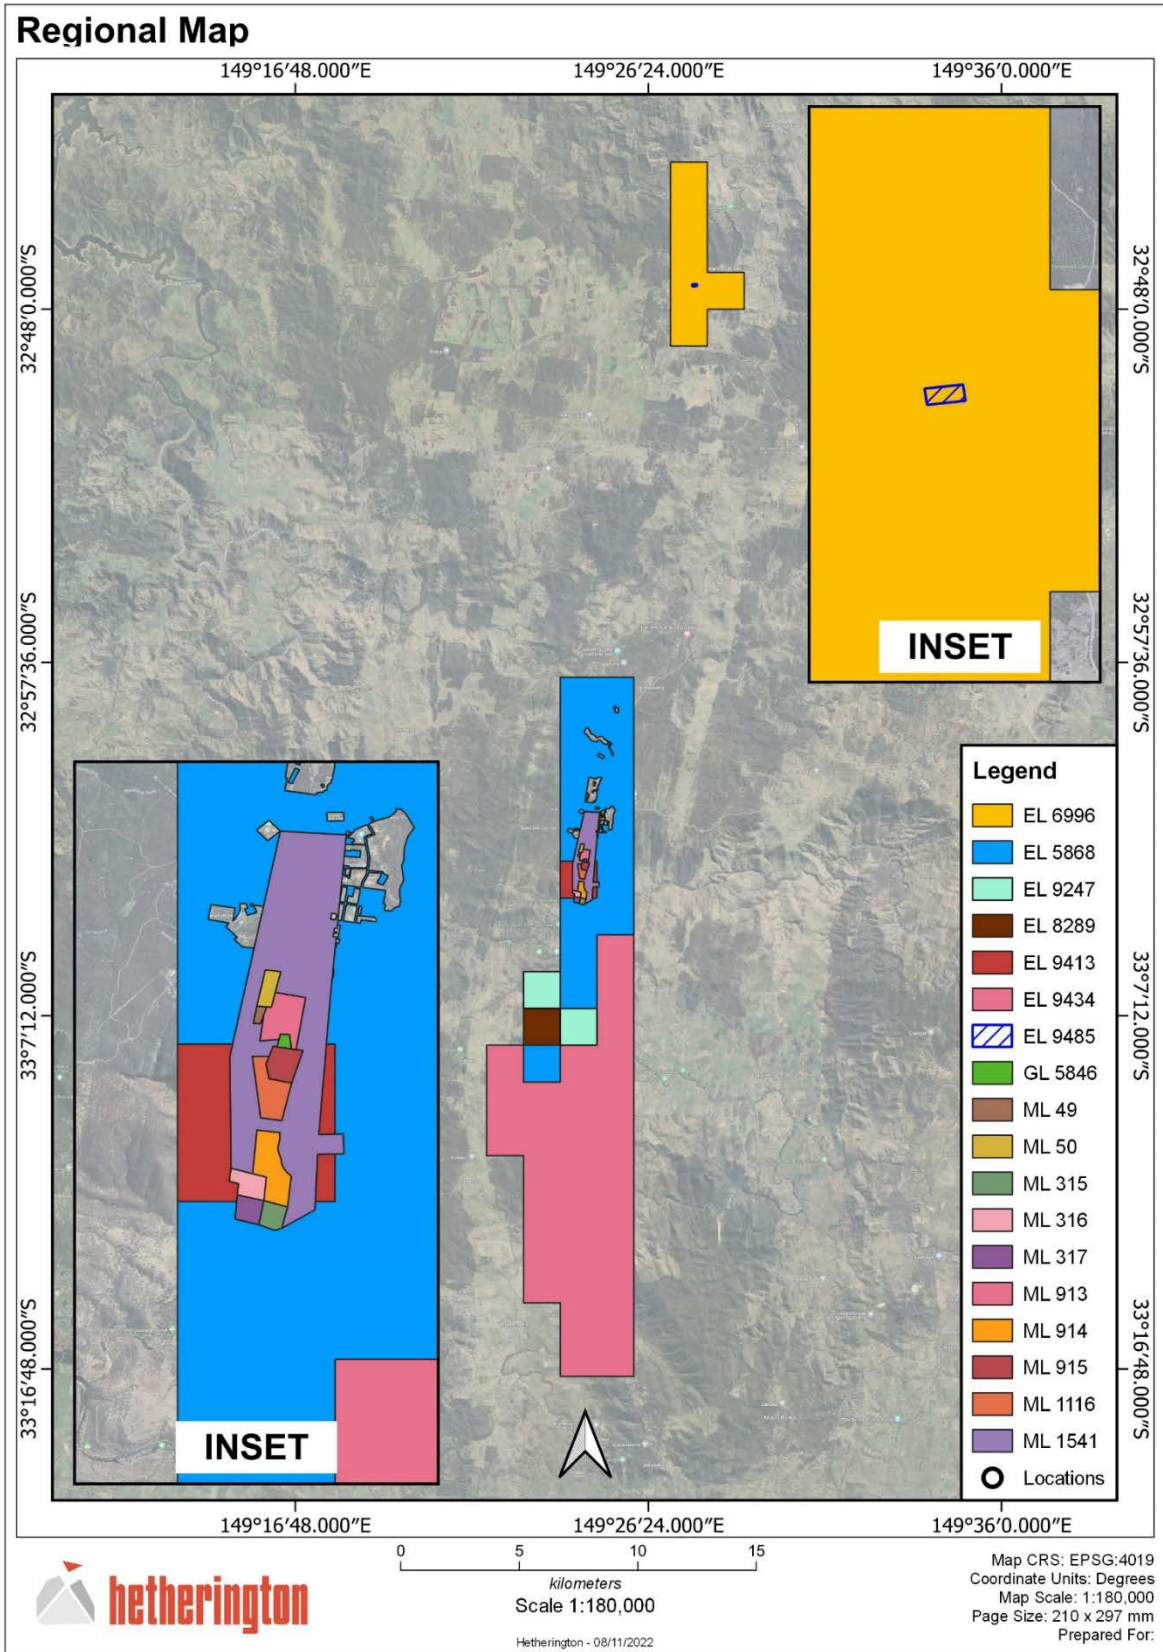 Regional Map
149°16'48.000"E
149°26'24.000"E
149°36'0.000"E
32°48'0.000"S
32°48'0.000"S
32°57'36.000"S
32°57'36.000"S
33°7'12.000"S
33°7'12.000"S
33°16'48.000"S
33°16'48.000"S
INSET
INSET
Legend
EL 6996
EL 5868
EL 9247
EL 8289
EL 9413
EL 9434
EL 9485
GL 5846
ML 49
ML 50
ML 315
ML 316
ML 317
ML 913
ML 914
ML 915
ML 1116
ML 1541
Locations
149°16'48.000"E
149°26'24.000"E
149°36'0.000"E
hetherington
0 5 10 15
kilometers
Scale 1:180,000
Hetherington - 08/11/2022
Map CRS: EPSG:4019
Coordinate Units: Degrees
Map Scale: 1:180,000
Page Size: 210 x 297 mm
Prepared For: